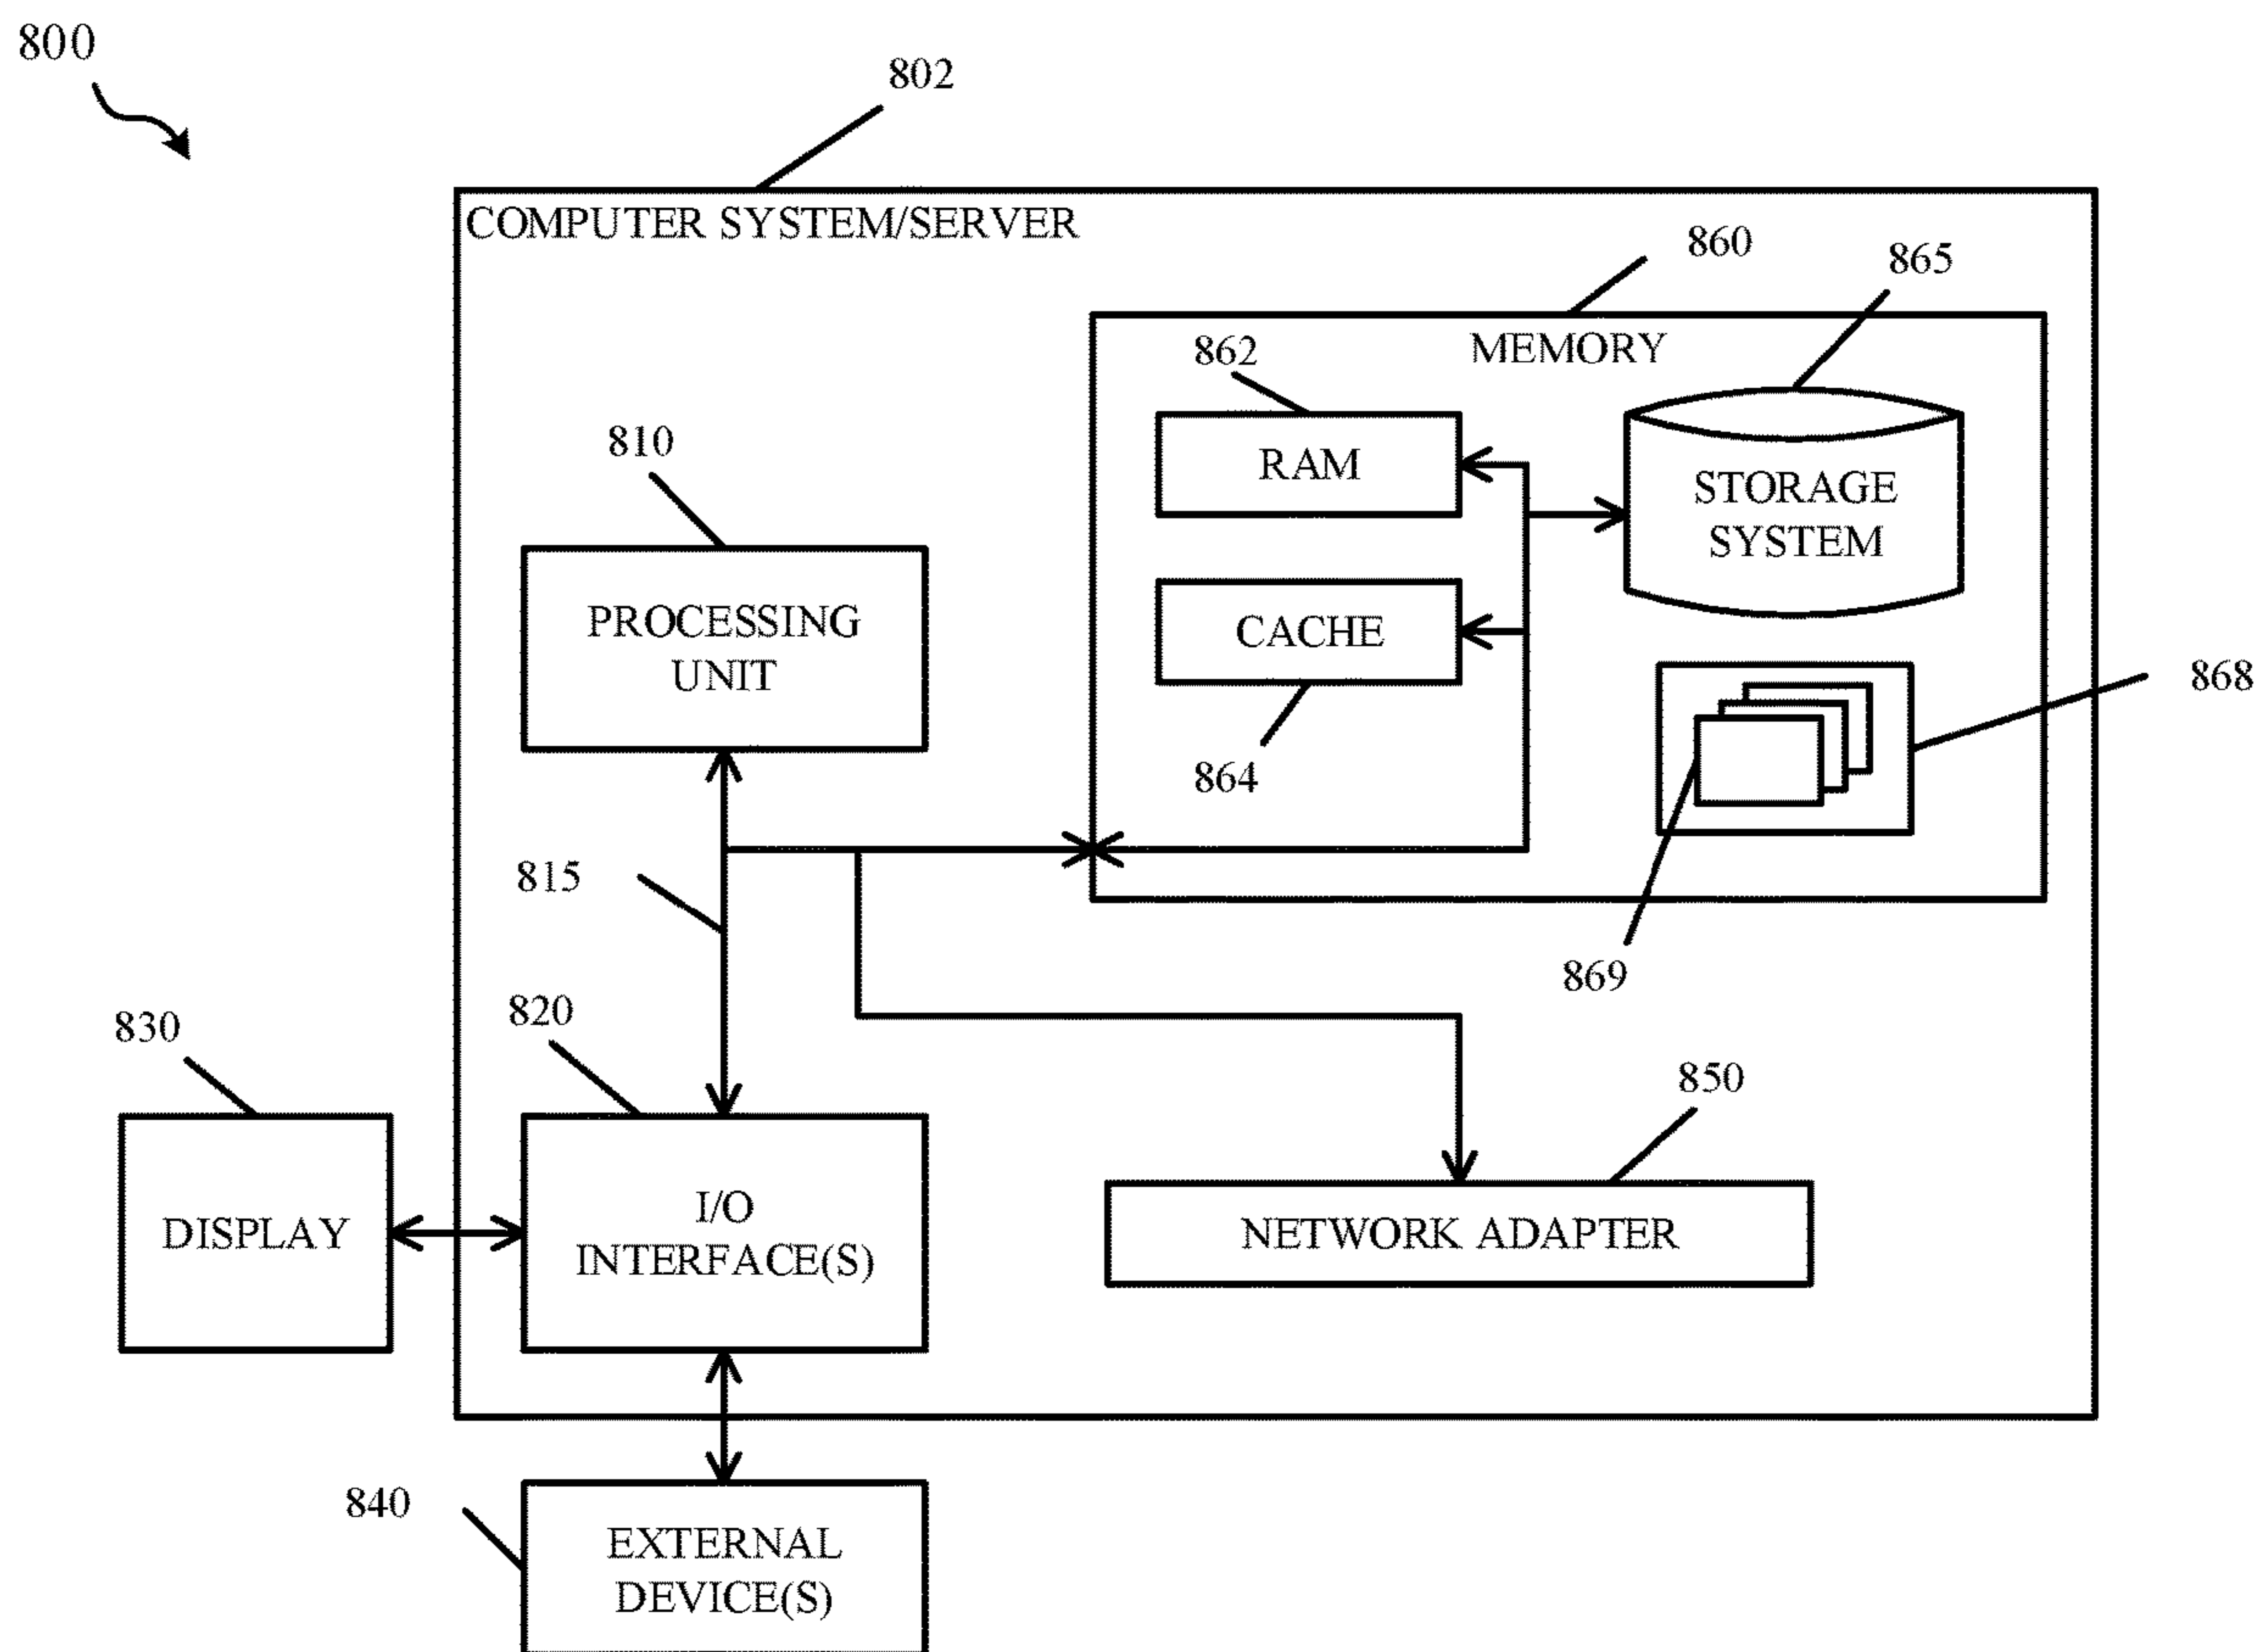 800
802
COMPUTER SYSTEM/SERVER
860
865
MEMORY
862
RAM
STORAGE
SYSTEM
810
PROCESSING
UNIT
CACHE
864
868
869
815
820
830
850
DISPLAY
I/O
INTERFACE(S)
NETWORK ADAPTER
840
EXTERNAL
DEVICE(S)